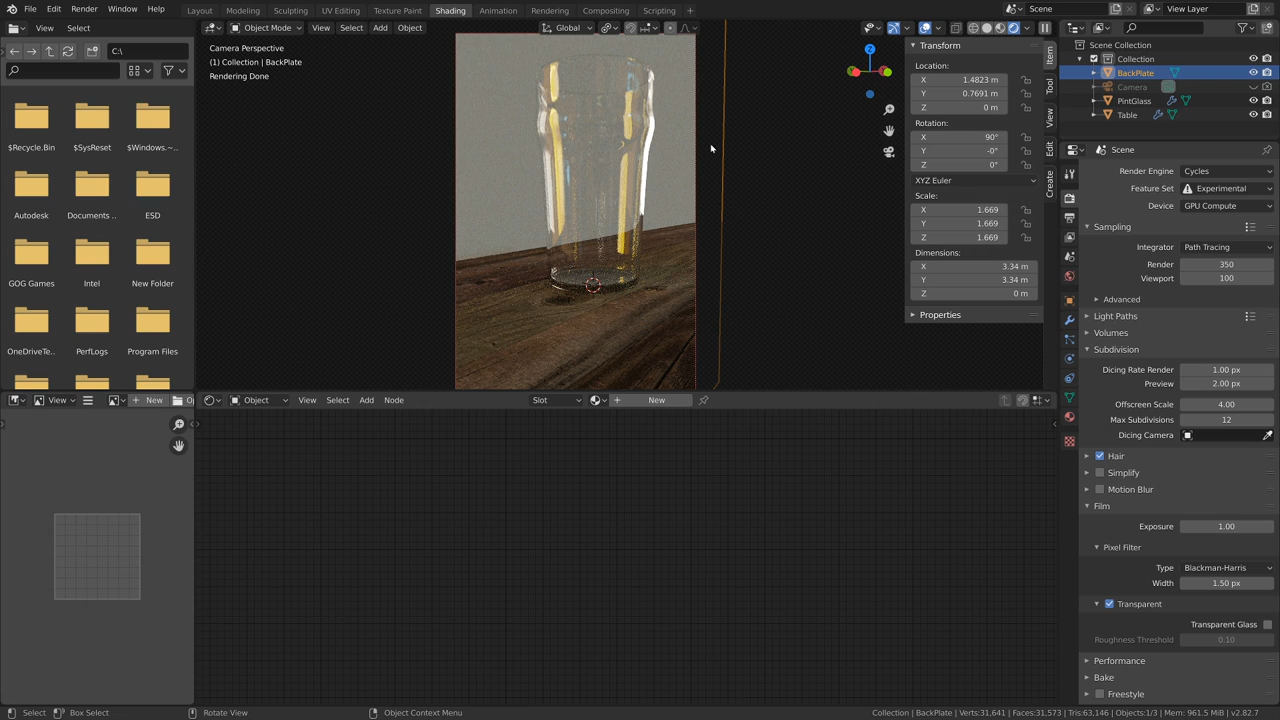 File Edit Render Window Help
Layout Modeling Sculpting UV Editing Texture Paint Shading Animation Rendering Compositing Scripting
Scene
View Layer
View Select
C:\
$Recycle.Bin $SysReset $Windows.~..
Autodesk Documents .. ESD
GOG Games Intel New Folder
OneDriveTe.. PerfLogs Program Files
Object Mode View Select Add Object
Global
Camera Perspective
(1) Collection | BackPlate
Rendering Done
Transform
Location:
X 1.4823 m
Y 0.7691 m
Z 0 m
Rotation:
X 90°
Y -0°
Z 0°
XYZ Euler
Scale:
X 1.669
Y 1.669
Z 1.669
Dimensions:
X 3.34 m
Y 3.34 m
Z 0 m
Properties
Item
Tool
View
Edit
Create
Scene Collection
Collection
BackPlate
Camera
PintGlass
Table
Scene
Render Engine Cycles
Feature Set Experimental
Device GPU Compute
Sampling
Integrator Path Tracing
Render 350
Viewport 100
Advanced
Light Paths
Volumes
Subdivision
Dicing Rate Render 1.00 px
Preview 2.00 px
Offscreen Scale 4.00
Max Subdivisions 12
Dicing Camera
Hair
Simplify
Motion Blur
Film
Exposure 1.00
Pixel Filter
Type Blackman-Harris
Width 1.50 px
Transparent
Transparent Glass
Roughness Threshold 0.10
Performance
Bake
Freestyle
View New
Object View Select Add Node Slot New
Select Box Select Rotate View Object Context Menu
Collection | BackPlate | Verts:31,641 | Faces:31,573 | Tris:63,146 | Objects:1/3 | Mem: 961.5 MiB | v2.82.7